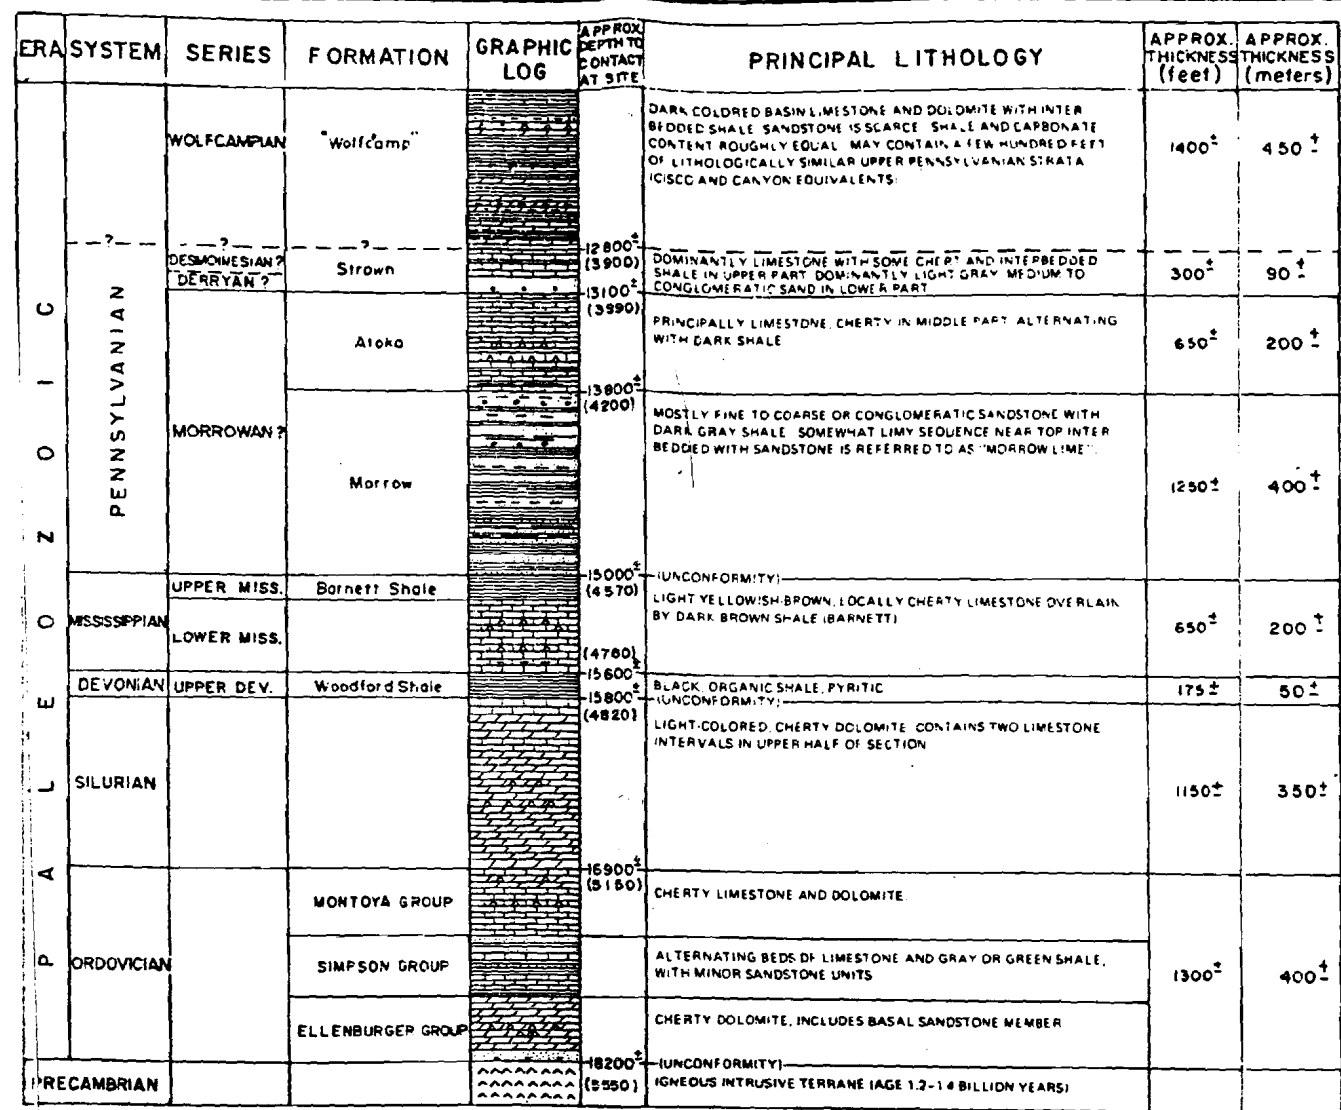 ERA SYSTEM SERIES FORMATION GRAPHIC LOG APPROX. DEPTH TO CONTACT AT SITE PRINCIPAL LITHOLOGY APPROX. THICKNESS (feet) APPROX. THICKNESS (meters)
PALEOZOIC
WOLFCAMPIAN "Wolfcamp"
DARK COLORED BASIN LIMESTONE AND DOLOMITE WITH INTER
BEDDED SHALE. SANDSTONE IS SCARCE. SHALE AND CARBONATE
CONTENT ROUGHLY EQUAL. MAY CONTAIN A FEW HUNDRED FEET
OF LITHOLOGICALLY SIMILAR UPPER PENNSYLVANIAN STRATA
(CISCO AND CANYON EQUIVALENTS)
1400± 450±
? ? ?
12800±
(3900)
PENNSYLVANIAN
DESMOINESIAN?
DERRYAN?
Strawn
DOMINANTLY LIMESTONE WITH SOME CHERT AND INTERBEDDED
SHALE IN UPPER PART. DOMINANTLY LIGHT GRAY MEDIUM TO
CONGLOMERATIC SAND IN LOWER PART
300± 90±
13100±
(3990)
MORROWAN?
Atoka
PRINCIPALLY LIMESTONE, CHERTY IN MIDDLE PART ALTERNATING
WITH DARK SHALE
650± 200±
13800±
(4200)
Morrow
MOSTLY FINE TO COARSE OR CONGLOMERATIC SANDSTONE WITH
DARK GRAY SHALE. SOMEWHAT LIMY SEQUENCE NEAR TOP INTER
BEDDED WITH SANDSTONE IS REFERRED TO AS "MORROW LIME".
1250± 400±
15000±
(4570)
(UNCONFORMITY)
MISSISSIPPIAN
UPPER MISS. Barnett Shale
LOWER MISS.
LIGHT YELLOWISH-BROWN, LOCALLY CHERTY LIMESTONE OVERLAIN
BY DARK BROWN SHALE (BARNETT)
650± 200±
(4760)
15600±
DEVONIAN UPPER DEV. Woodford Shale
BLACK, ORGANIC SHALE, PYRITIC
175± 50±
15800±
(4820)
(UNCONFORMITY)
SILURIAN
LIGHT-COLORED, CHERTY DOLOMITE CONTAINS TWO LIMESTONE
INTERVALS IN UPPER HALF OF SECTION
1150± 350±
16900±
(5150)
ORDOVICIAN
MONTOYA GROUP
CHERTY LIMESTONE AND DOLOMITE
SIMPSON GROUP
ALTERNATING BEDS OF LIMESTONE AND GRAY OR GREEN SHALE,
WITH MINOR SANDSTONE UNITS
1300± 400±
ELLENBURGER GROUP
CHERTY DOLOMITE, INCLUDES BASAL SANDSTONE MEMBER
18200±
(5550)
(UNCONFORMITY)
PRECAMBRIAN
IGNEOUS INTRUSIVE TERRANE (AGE 1.2-1.4 BILLION YEARS)